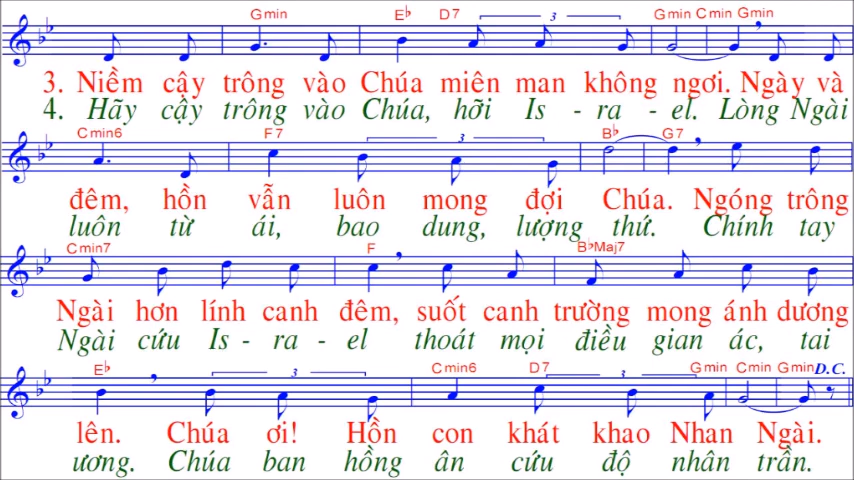 Gmin E♭ D7 3 Gmin Cmin Gmin
3. Niềm cậy trông vào Chúa miên man không ngơi. Ngày và
4. Hãy cậy trông vào Chúa, hỡi Is - ra - el. Lòng Ngài
Cmin6 F7 3 B♭ G7
đêm, hồn vẫn luôn mong đợi Chúa. Ngóng trông
luôn từ ái, bao dung, lượng thứ. Chính tay
Cmin7 F B♭Maj7
Ngài hơn lính canh đêm, suốt canh trường mong ánh dương
Ngài cứu Is - ra - el thoát mọi điều gian ác, tai
E♭ 3 Cmin6 D7 3 Gmin Cmin Gmin D.C.
lên. Chúa ơi! Hồn con khát khao Nhan Ngài.
ương. Chúa ban hồng ân cứu độ nhân trần.